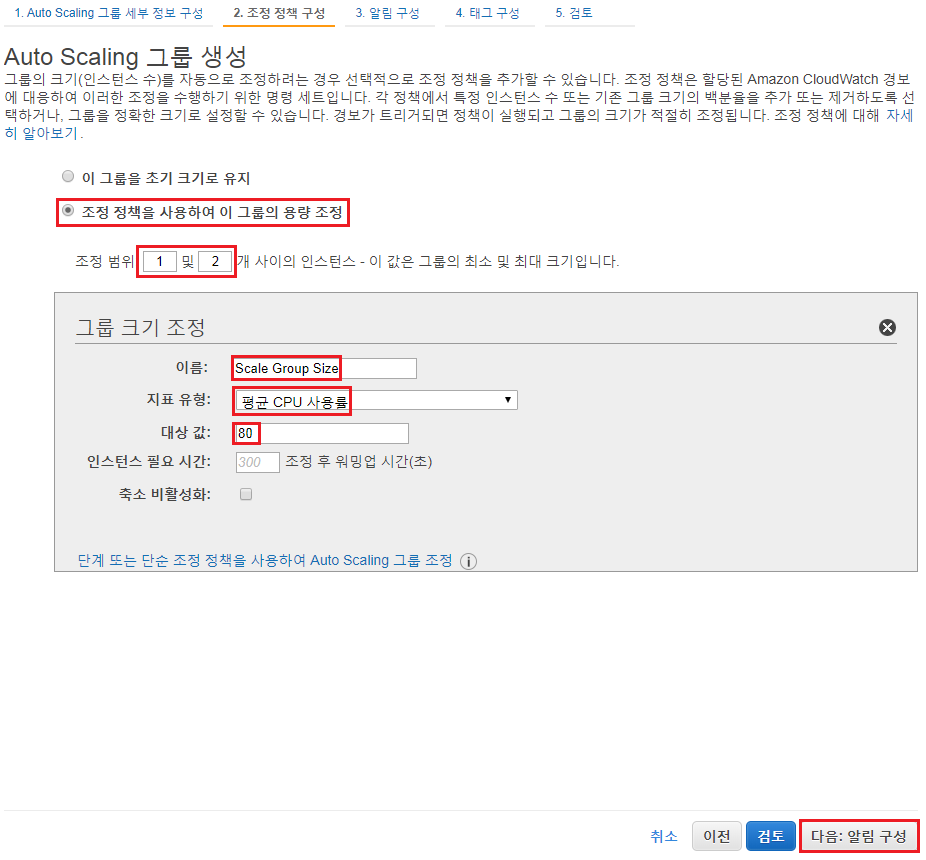 1. Auto Scaling 그룹 세부 정보 구성 2. 조정 정책 구성 3. 알림 구성 4. 태그 구성 5. 검토
Auto Scaling 그룹 생성
그룹의 크기(인스턴스 수)를 자동으로 조정하려는 경우 선택적으로 조정 정책을 추가할 수 있습니다. 조정 정책은 할당된 Amazon CloudWatch 경보
에 대응하여 이러한 조정을 수행하기 위한 명령 세트입니다. 각 정책에서 특정 인스턴스 수 또는 기존 그룹 크기의 백분율을 추가 또는 제거하도록 선
택하거나, 그룹을 정확한 크기로 설정할 수 있습니다. 경보가 트리거되면 정책이 실행되고 그룹의 크기가 적절히 조정됩니다. 조정 정책에 대해 자세
히 알아보기.
이 그룹을 초기 크기로 유지
조정 정책을 사용하여 이 그룹의 용량 조정
조정 범위 1 및 2 개 사이의 인스턴스 - 이 값은 그룹의 최소 및 최대 크기입니다.
그룹 크기 조정
이름: Scale Group Size
지표 유형: 평균 CPU 사용률
대상 값: 80
인스턴스 필요 시간: 300 조정 후 워밍업 시간(초)
축소 비활성화:
단계 또는 단순 조정 정책을 사용하여 Auto Scaling 그룹 조정 i
취소 이전 검토 다음: 알림 구성